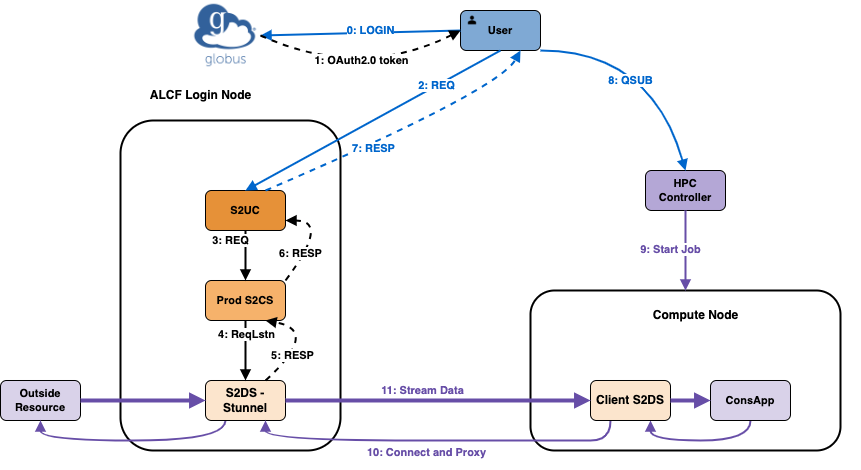 g
globus
0: LOGIN
User
1: OAuth2.0 token
2: REQ
8: QSUB
ALCF Login Node
7: RESP
HPC
Controller
S2UC
3: REQ
6: RESP
9: Start Job
Prod S2CS
Compute Node
4: ReqLstn
5: RESP
Outside
Resource
S2DS -
Stunnel
11: Stream Data
Client S2DS
ConsApp
10: Connect and Proxy